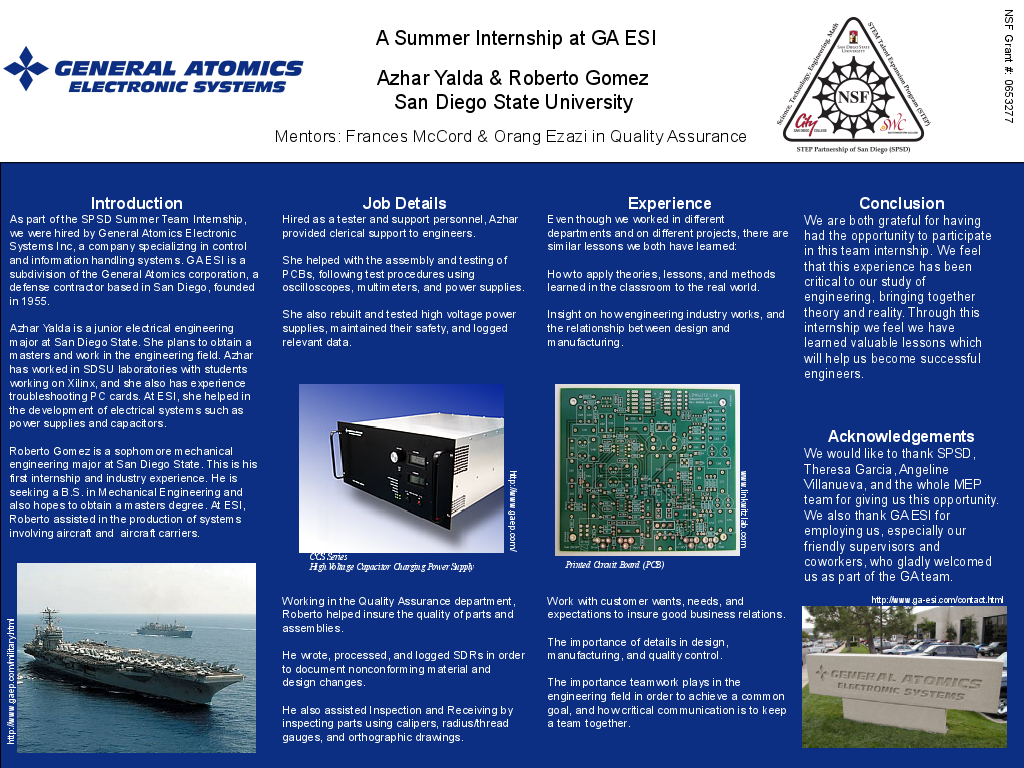 A Summer Internship at GA ESI
Azhar Yalda & Roberto Gomez
San Diego State University
Mentors: Frances McCord & Orang Ezazi in Quality Assurance
GENERAL ATOMICS
ELECTRONIC SYSTEMS
Science, Technology, Engineering, Math
STEM Talent Expansion Program (STEP)
SAN DIEGO STATE
UNIVERSITY
NSF
City
SAN DIEGO COLLEGE
SWC
STEP Partnership of San Diego (SPSD)
NSF Grant #: 0653277
Introduction
As part of the SPSD Summer Team Internship,
we were hired by General Atomics Electronic
Systems Inc, a company specializing in control
and information handling systems. GA ESI is a
subdivision of the General Atomics corporation, a
defense contractor based in San Diego, founded
in 1955.
Azhar Yalda is a junior electrical engineering
major at San Diego State. She plans to obtain a
masters and work in the engineering field. Azhar
has worked in SDSU laboratories with students
working on Xilinx, and she also has experience
troubleshooting PC cards. At ESI, she helped in
the development of electrical systems such as
power supplies and capacitors.
Roberto Gomez is a sophomore mechanical
engineering major at San Diego State. This is his
first internship and industry experience. He is
seeking a B.S. in Mechanical Engineering and
also hopes to obtain a masters degree. At ESI,
Roberto assisted in the production of systems
involving aircraft and aircraft carriers.
http://www.gaep.com/military.html
Job Details
Hired as a tester and support personnel, Azhar
provided clerical support to engineers.
She helped with the assembly and testing of
PCBs, following test procedures using
oscilloscopes, multimeters, and power supplies.
She also rebuilt and tested high voltage power
supplies, maintained their safety, and logged
relevant data.
http://www.gaep.com/
CCS Series
High Voltage Capacitor Charging Power Supply
Working in the Quality Assurance department,
Roberto helped insure the quality of parts and
assemblies.
He wrote, processed, and logged SDRs in order
to document nonconforming material and
design changes.
He also assisted Inspection and Receiving by
inspecting parts using calipers, radius/thread
gauges, and orthographic drawings.
Experience
Even though we worked in different
departments and on different projects, there are
similar lessons we both have learned:
How to apply theories, lessons, and methods
learned in the classroom to the real world.
Insight on how engineering industry works, and
the relationship between design and
manufacturing.
www.linkwitzlab.com
Printed Circuit Board (PCB)
Work with customer wants, needs, and
expectations to insure good business relations.
The importance of details in design,
manufacturing, and quality control.
The importance teamwork plays in the
engineering field in order to achieve a common
goal, and how critical communication is to keep
a team together.
Conclusion
We are both grateful for having
had the opportunity to participate
in this team internship. We feel
that this experience has been
critical to our study of
engineering, bringing together
theory and reality. Through this
internship we feel we have
learned valuable lessons which
will help us become successful
engineers.
Acknowledgements
We would like to thank SPSD,
Theresa Garcia, Angeline
Villanueva, and the whole MEP
team for giving us this opportunity.
We also thank GA ESI for
employing us, especially our
friendly supervisors and
coworkers, who gladly welcomed
us as part of the GA team.
http://www.ga-esi.com/contact.html
GENERAL ATOMICS
ELECTRONIC SYSTEMS